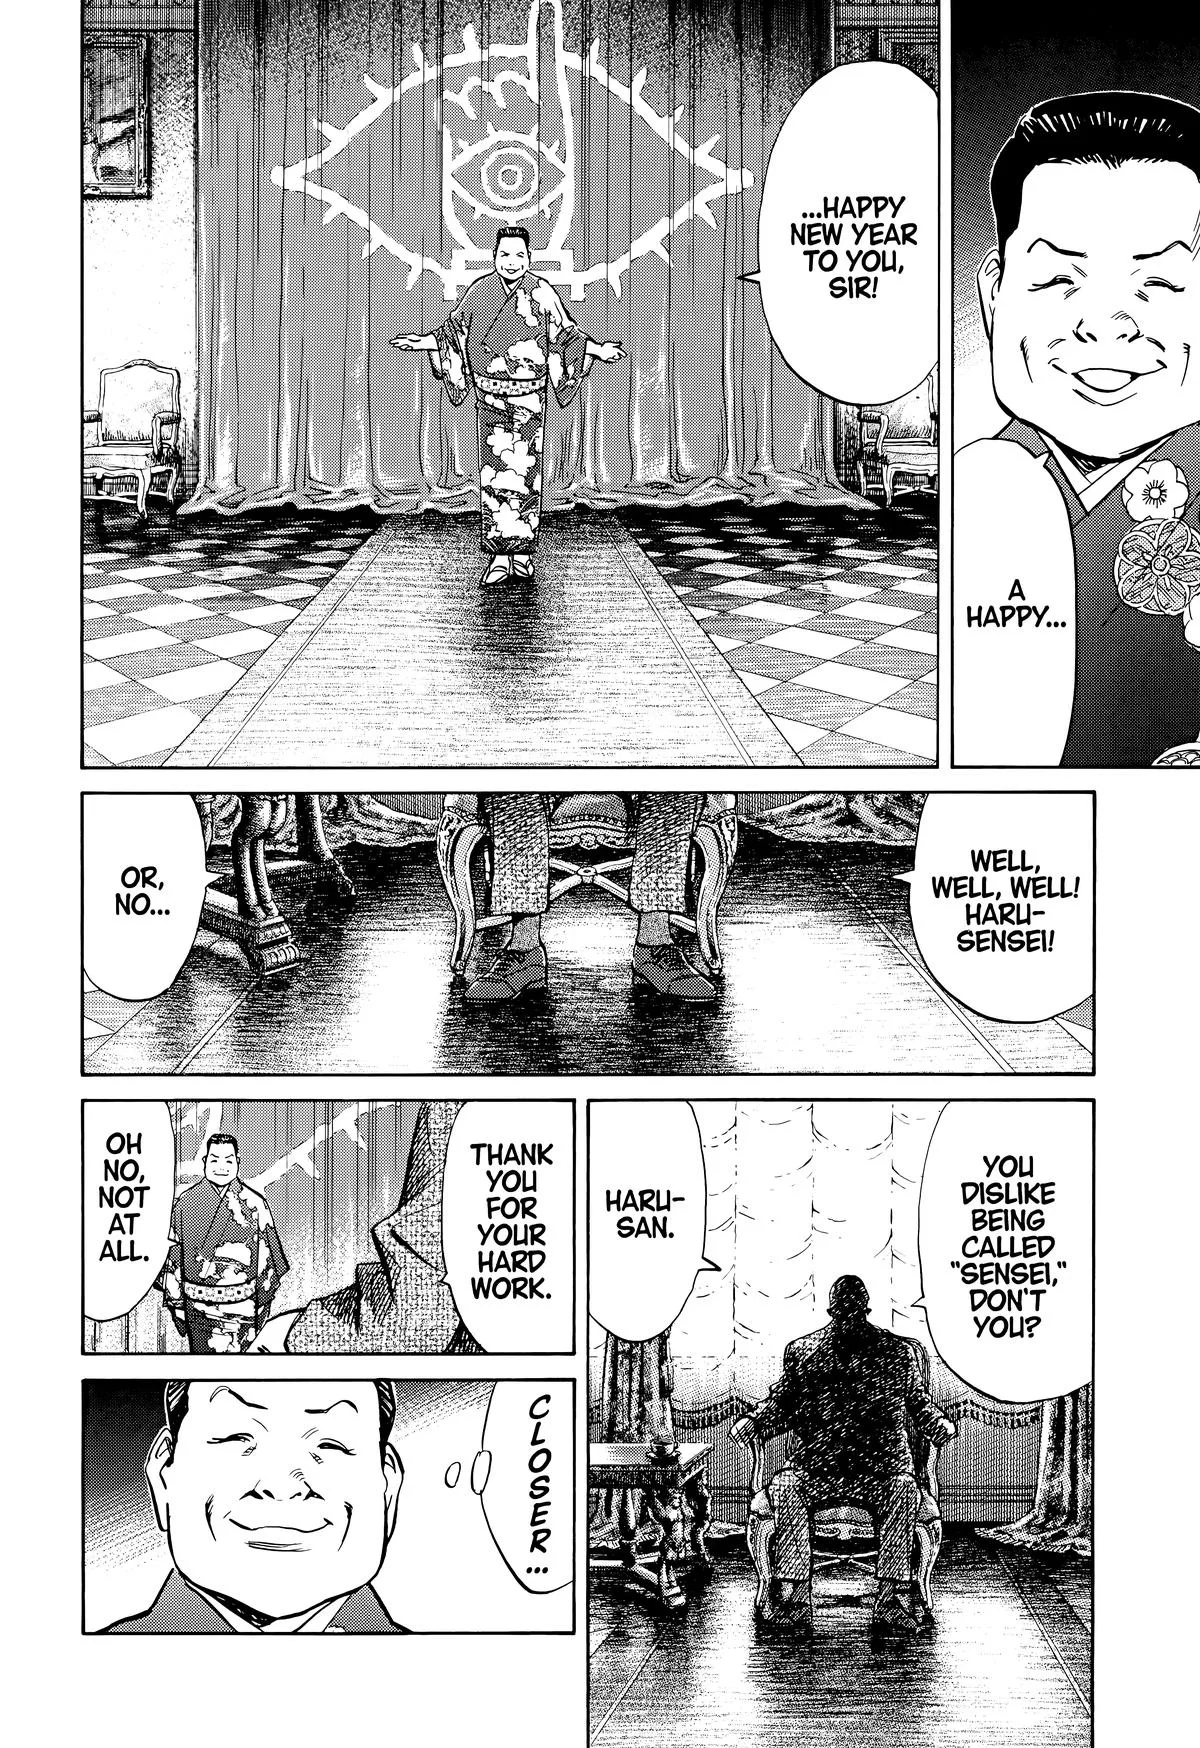 A
HAPPY...
...HAPPY
NEW YEAR
TO YOU,
SIR!
WELL,
WELL, WELL!
HARU-
SENSEI!
OR,
NO...
YOU
DISLIKE
BEING
CALLED
"SENSEI,"
DON'T
YOU?
HARU-
SAN.
THANK
YOU
FOR
YOUR
HARD
WORK.
OH
NO,
NOT
AT
ALL.
CLOSER...